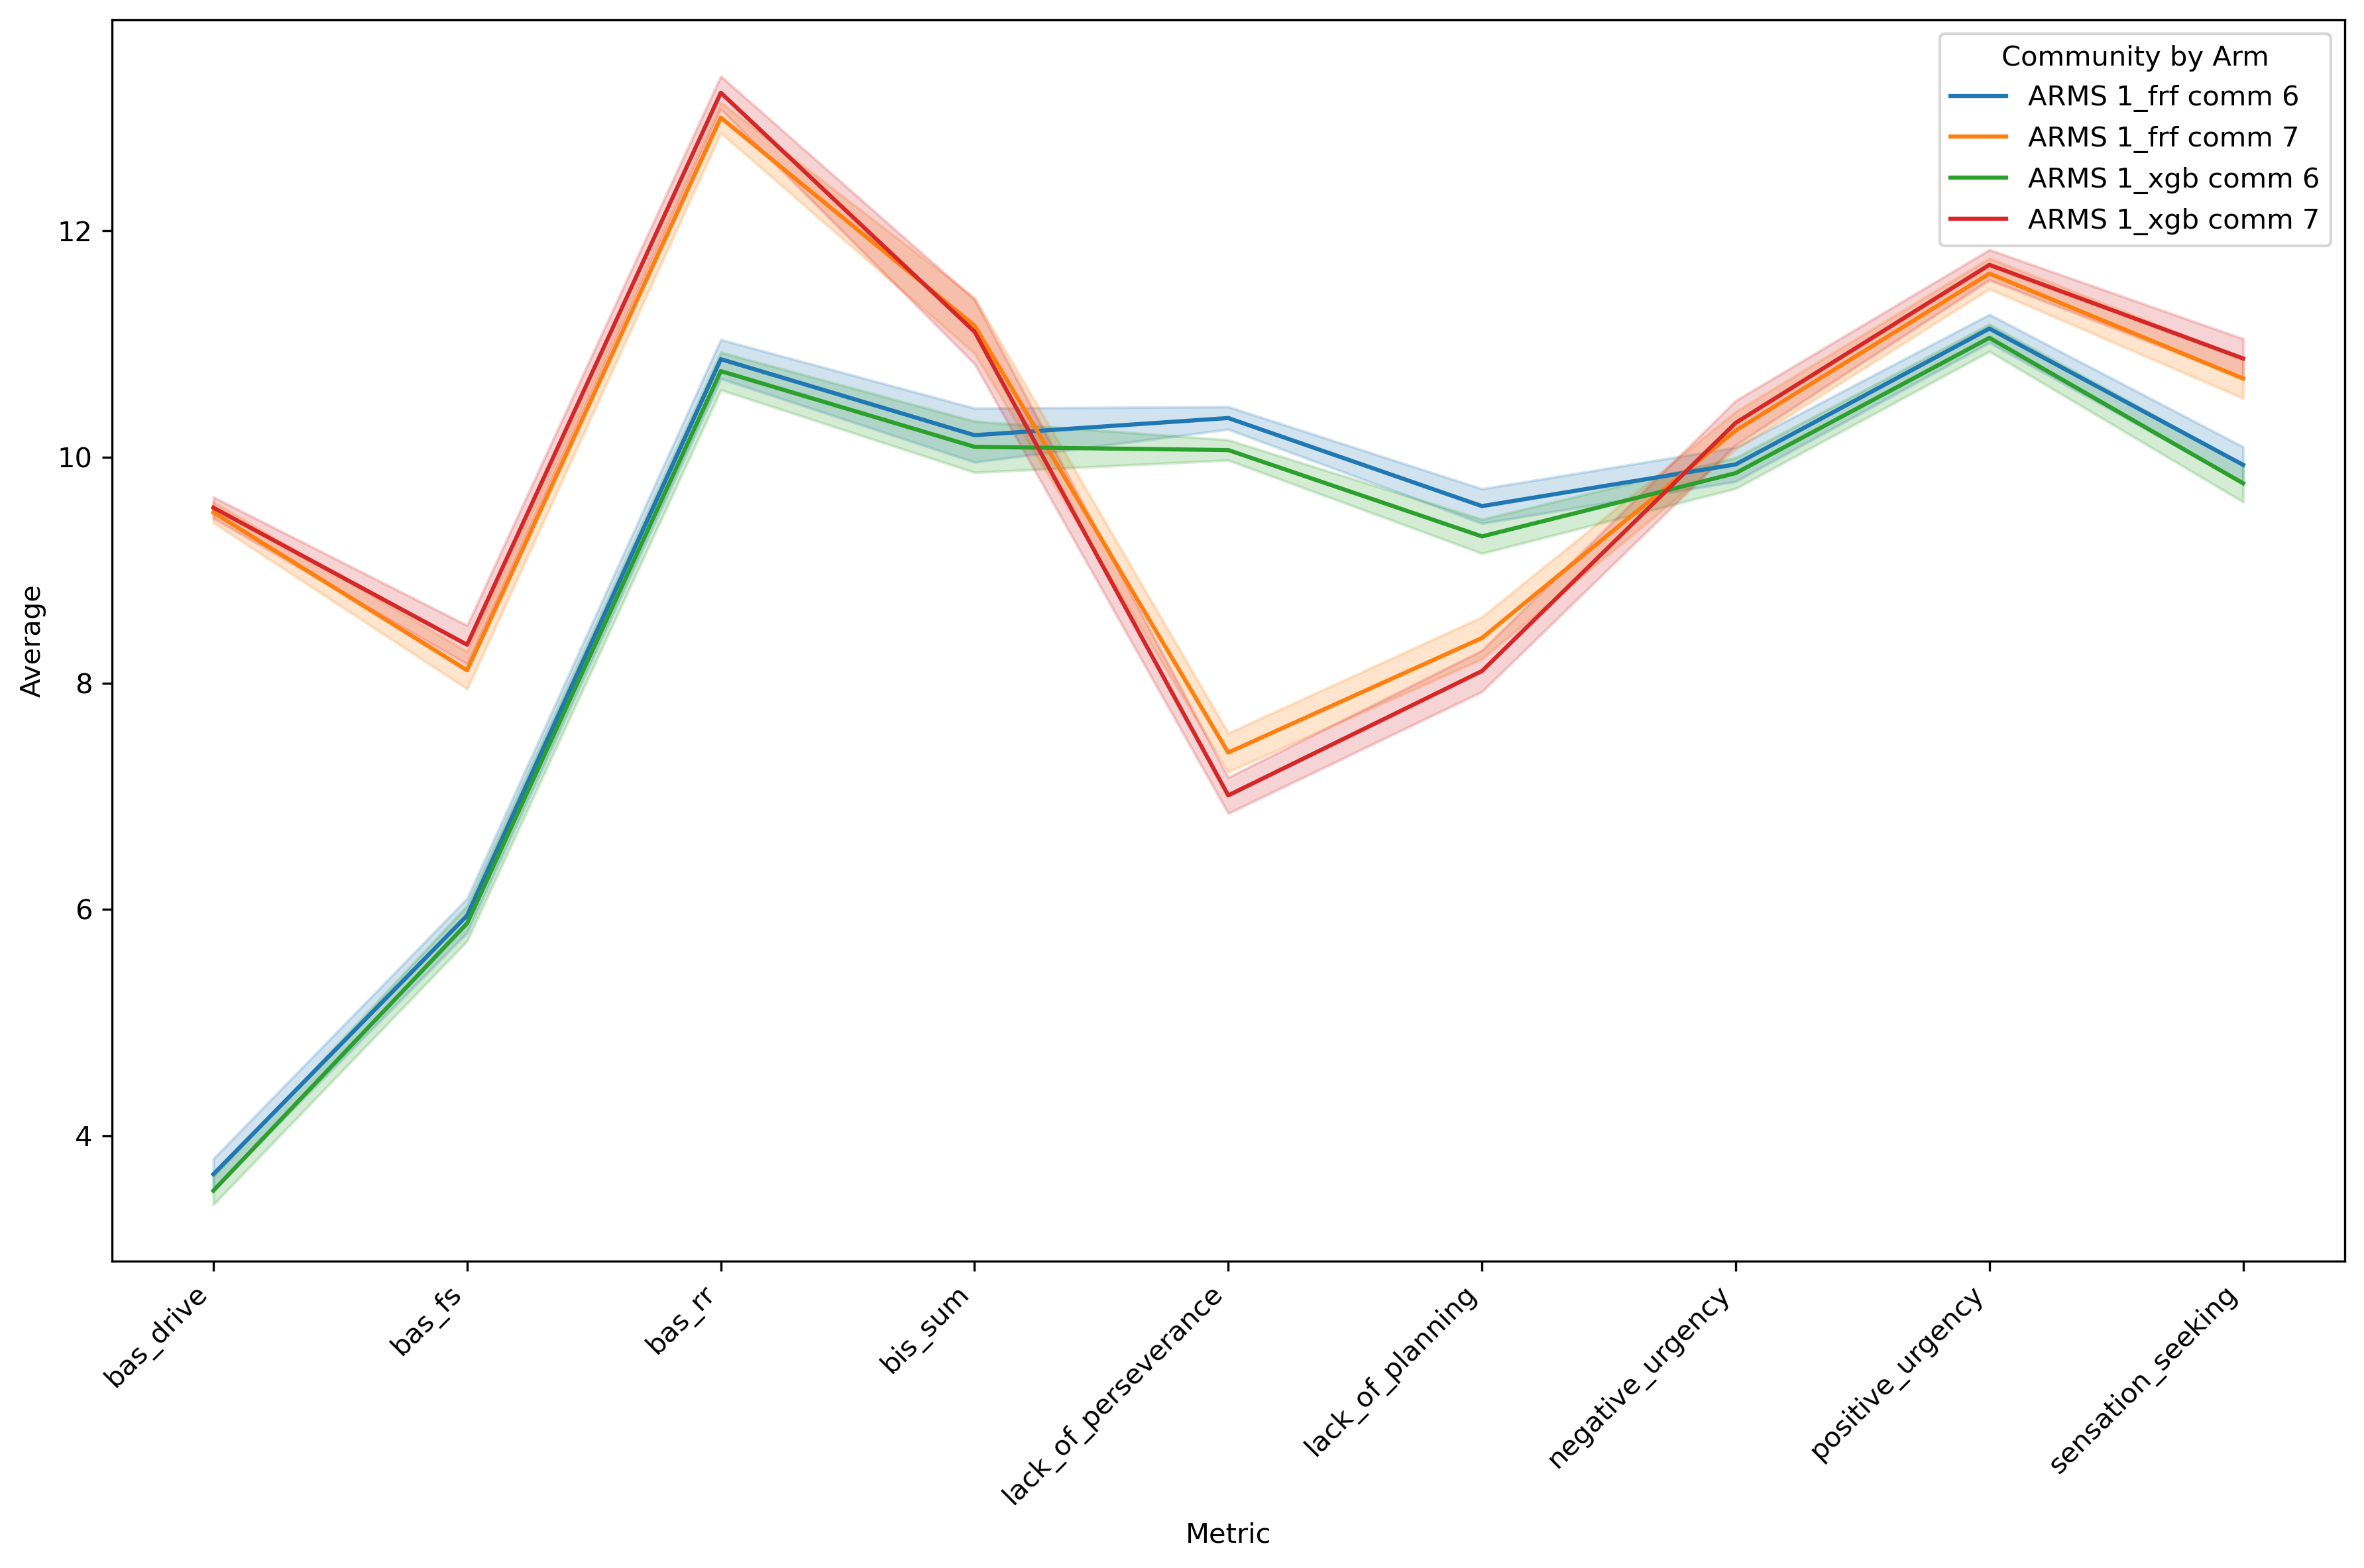 Community by Arm
ARMS 1_frf comm 6
ARMS 1_frf comm 7
ARMS 1_xgb comm 6
ARMS 1_xgb comm 7
Average
12
10
8
6
4
bas_drive
bas_fs
bas_rr
bis_sum
lack_of_perseverance
lack_of_planning
negative_urgency
positive_urgency
sensation_seeking
Metric